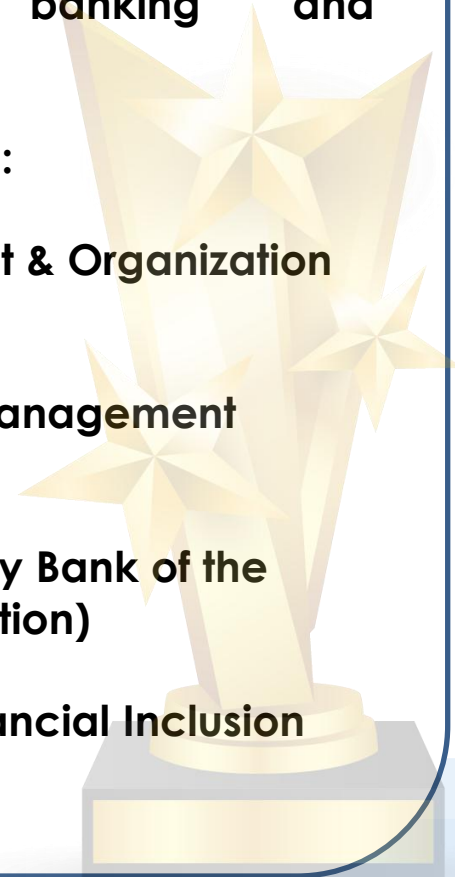 banking and
:
t & Organization
anagement
y Bank of the
tion)
ancial Inclusion